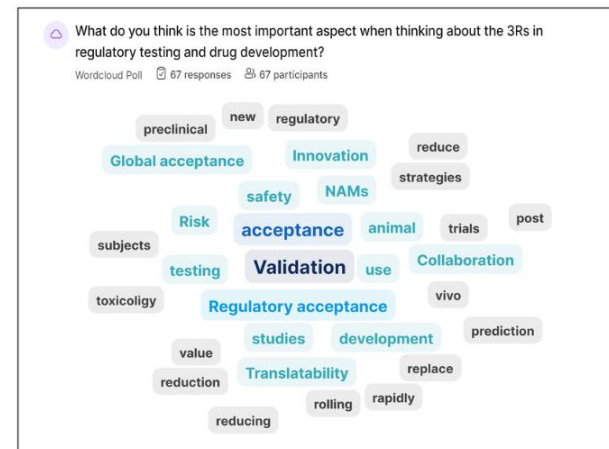 What do you think is the most important aspect when thinking about the 3Rs in
regulatory testing and drug development?
Wordcloud Poll 67 responses 67 participants
new regulatory
preclinical
Global acceptance Innovation reduce
strategies
safety NAMs
Risk acceptance animal trials post
subjects
testing Validation use Collaboration
toxicoligy Regulatory acceptance vivo
studies development prediction
value
Translatability replace
reduction
rolling rapidly
reducing